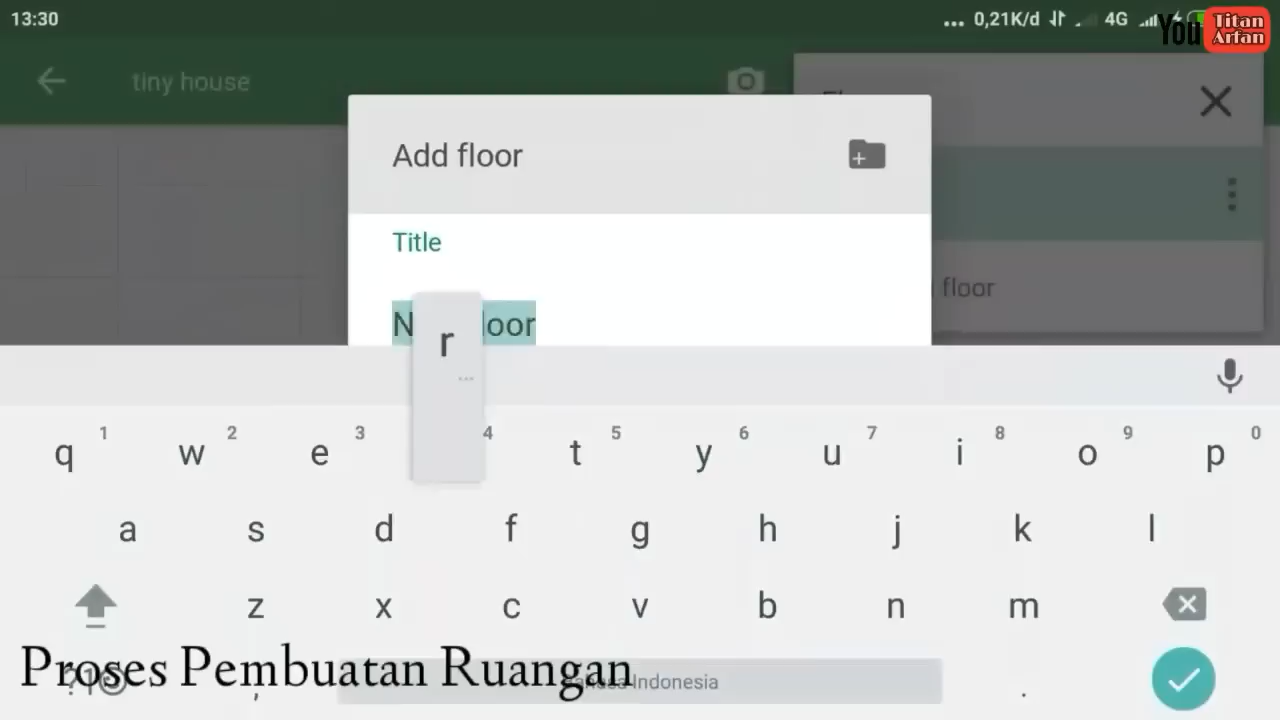 13:30
... 0,21K/d 4G
You Titan Arfan
tiny house
Add floor
Title
N loor
r
...
floor
q 1 w 2 e 3 4 t 5 y 6 u 7 i 8 o 9 p 0
a s d f g h j k l
z x c v b n m
Proses Pembuatan Ruangan
, Indonesia .